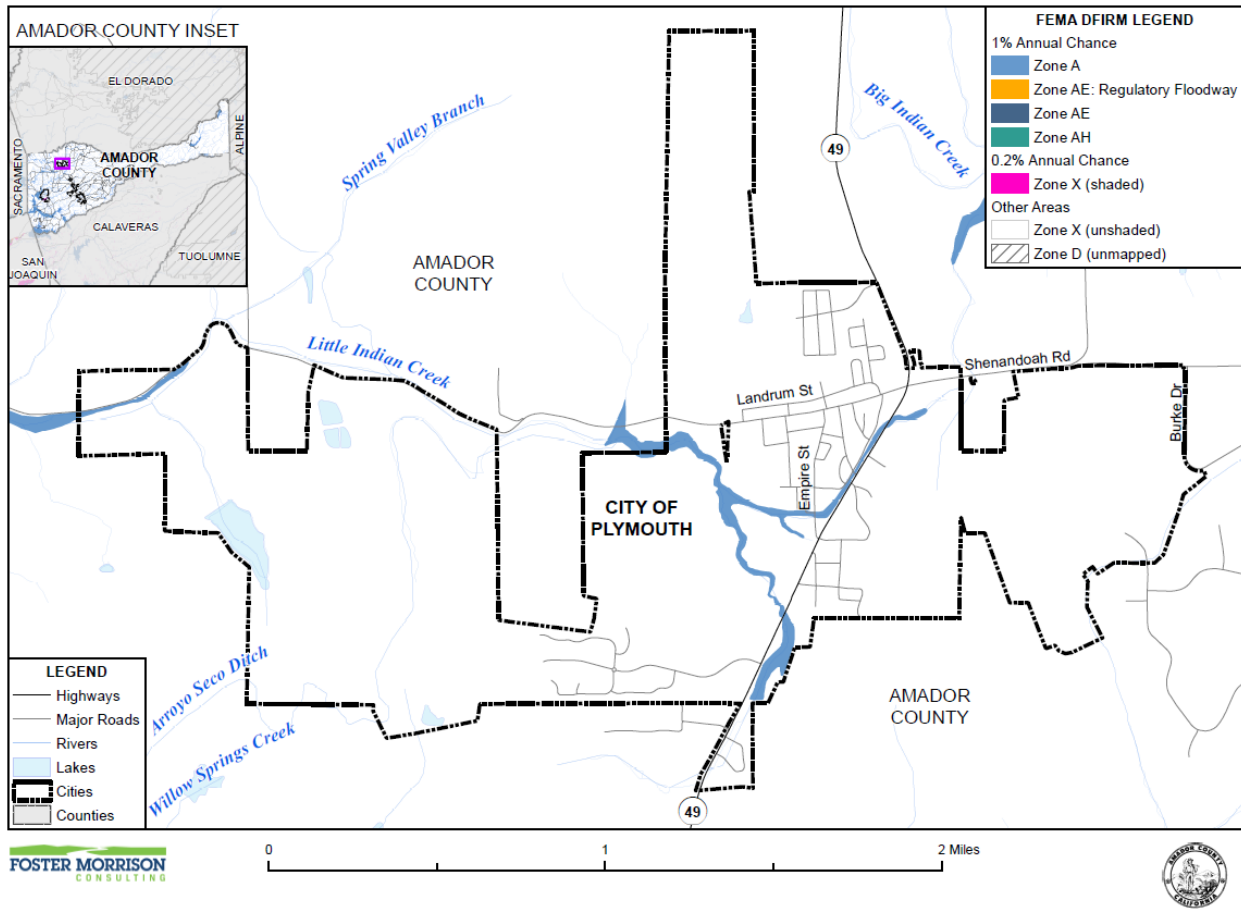 AMADOR COUNTY INSET
EL DORADO
ALPINE
SACRAMENTO
AMADOR
COUNTY
CALAVERAS
SAN
JOAQUIN
TUOLUMNE
FEMA DFIRM LEGEND
1% Annual Chance
Zone A
Zone AE: Regulatory Floodway
Zone AE
Zone AH
0.2% Annual Chance
Zone X (shaded)
Other Areas
Zone X (unshaded)
Zone D (unmapped)
Spring Valley Branch
Big Indian Creek
49
AMADOR
COUNTY
Little Indian Creek
Shenandoah Rd
Landrum St
Burke Dr
Empire St
CITY OF
PLYMOUTH
Arroyo Seco Ditch
Willow Springs Creek
AMADOR
COUNTY
49
LEGEND
Highways
Major Roads
Rivers
Lakes
Cities
Counties
FOSTER MORRISON
CONSULTING
0
1
2 Miles
AMADOR COUNTY
CALIFORNIA